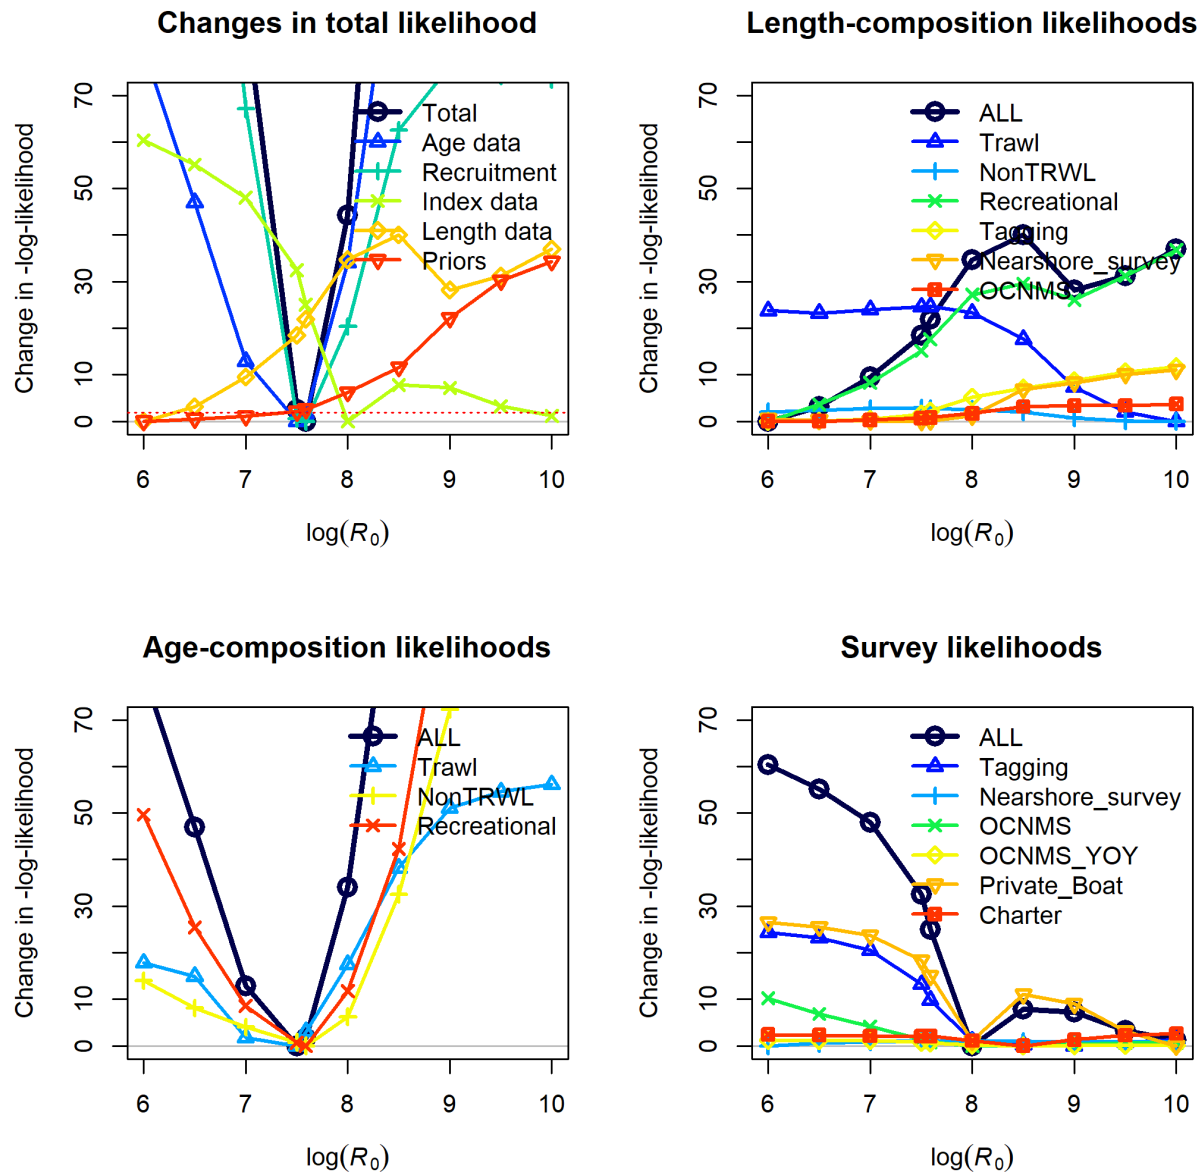 Changes in total likelihood
Change in -log-likelihood
70
50
30
10
0
Total
Age data
Recruitment
Index data
Length data
Priors
6 7 8 9 10
log(R₀)
Length-composition likelihoods
Change in -log-likelihood
70
50
30
10
0
ALL
Trawl
NonTRWL
Recreational
Tagging
Nearshore_survey
OCNMS
6 7 8 9 10
log(R₀)
Age-composition likelihoods
Change in -log-likelihood
70
50
30
10
0
ALL
Trawl
NonTRWL
Recreational
6 7 8 9 10
log(R₀)
Survey likelihoods
Change in -log-likelihood
70
50
30
10
0
ALL
Tagging
Nearshore_survey
OCNMS
OCNMS_YOY
Private_Boat
Charter
6 7 8 9 10
log(R₀)